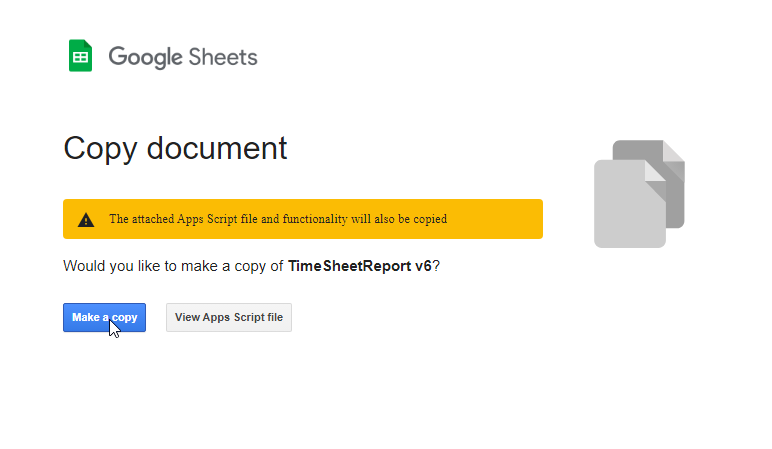 Google Sheets
Copy document
The attached Apps Script file and functionality will also be copied
Would you like to make a copy of TimeSheetReport v6?
Make a copy
View Apps Script file